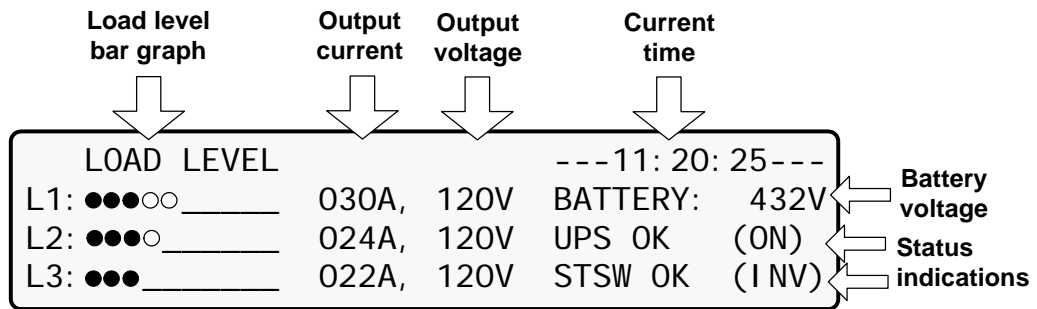 Load level
bar graph
Output
current
Output
voltage
Current
time
LOAD LEVEL ---11:20:25---
L1: ●●●○○_____ 030A, 120V BATTERY: 432V
L2: ●●●○______ 024A, 120V UPS OK (ON)
L3: ●●●_______ 022A, 120V STSW OK (INV)
Battery
voltage
Status
indications